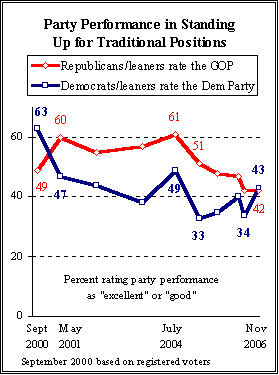 Party Performance in Standing
Up for Traditional Positions
Republicans/leaners rate the GOP
Democrats/leaners rate the Dem Party
63
60
61
60
51
43
49
47
49
40
42
33
34
20
Percent rating party performance
as "excellent" or "good"
0
Sept May July Nov
2000 2001 2004 2006
September 2000 based on registered voters